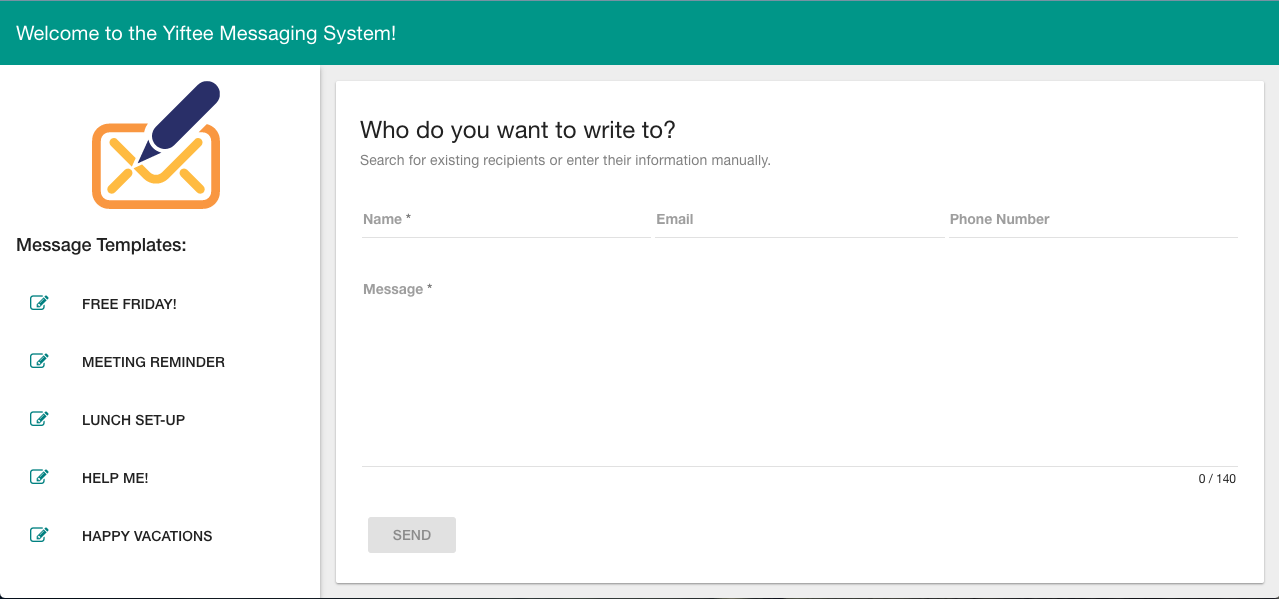 Welcome to the Yiftee Messaging System!
Message Templates:
FREE FRIDAY!
MEETING REMINDER
LUNCH SET-UP
HELP ME!
HAPPY VACATIONS
Who do you want to write to?
Search for existing recipients or enter their information manually.
Name * Email Phone Number
Message *
0 / 140
SEND